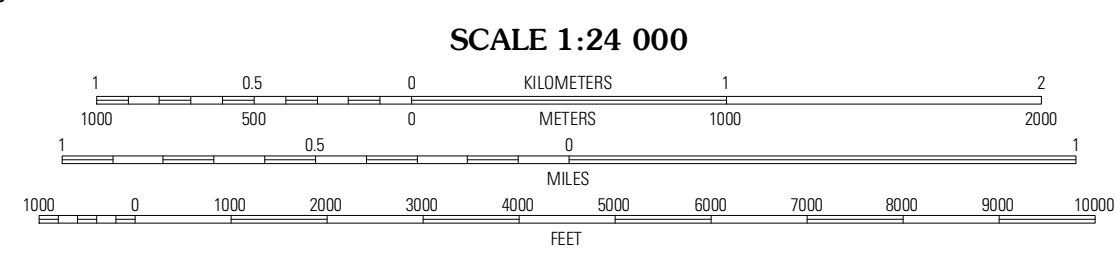 SCALE 1:24 000
1 0.5 0 KILOMETERS 1 2
1000 500 0 METERS 1000 2000
1 0.5 0 1
MILES
1000 0 1000 2000 3000 4000 5000 6000 7000 8000 9000 10000
FEET